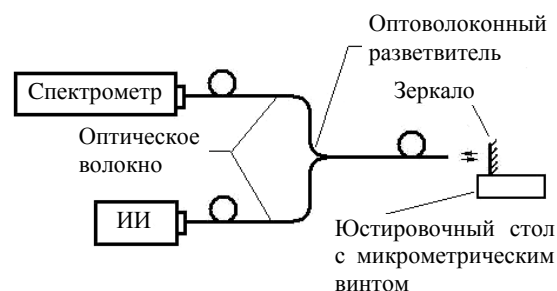 Оптоволоконный
разветвитель
Спектрометр
Зеркало
Оптическое
волокно
ИИ
Юстировочный стол
с микрометрическим
винтом